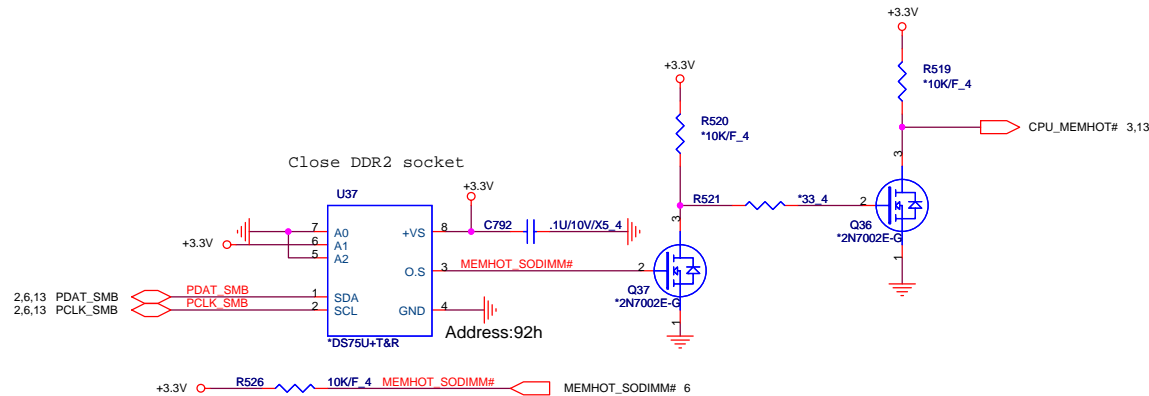 +3.3V
R519
*10K/F_4
CPU_MEMHOT# 3,13
3
Q36
2
*2N7002E-G
1
+3.3V
R520
*10K/F_4
R521
*33_4
3
2
Q37
*2N7002E-G
1
Close DDR2 socket
U37
+3.3V
7 A0
+3.3V 6 A1
5 A2
+VS 8
C792 .1U/10V/X5_4
O.S 3 MEMHOT_SODIMM#
2,6,13 PDAT_SMB PDAT_SMB 1 SDA
2,6,13 PCLK_SMB PCLK_SMB 2 SCL
GND 4
Address:92h
*DS75U+T&R
+3.3V R526 10K/F_4 MEMHOT_SODIMM# MEMHOT_SODIMM# 6